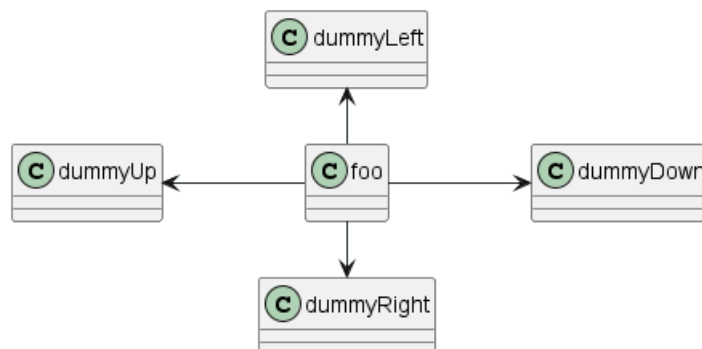 C dummyLeft
C dummyUp
C foo
C dummyDown
C dummyRight